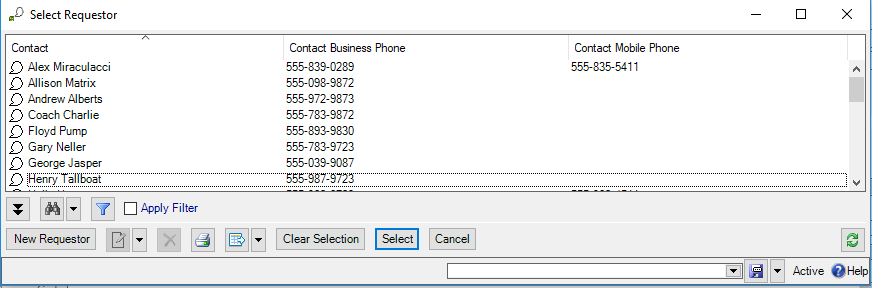 Select Requestor
Contact Contact Business Phone Contact Mobile Phone
Alex Miraculacci 555-839-0289 555-835-5411
Allison Matrix 555-098-9872
Andrew Alberts 555-972-9873
Coach Charlie 555-783-9872
Floyd Pump 555-893-9830
Gary Neller 555-783-9723
George Jasper 555-039-9087
Henry Tallboat 555-987-9723
Apply Filter
New Requestor Clear Selection Select Cancel
Active Help